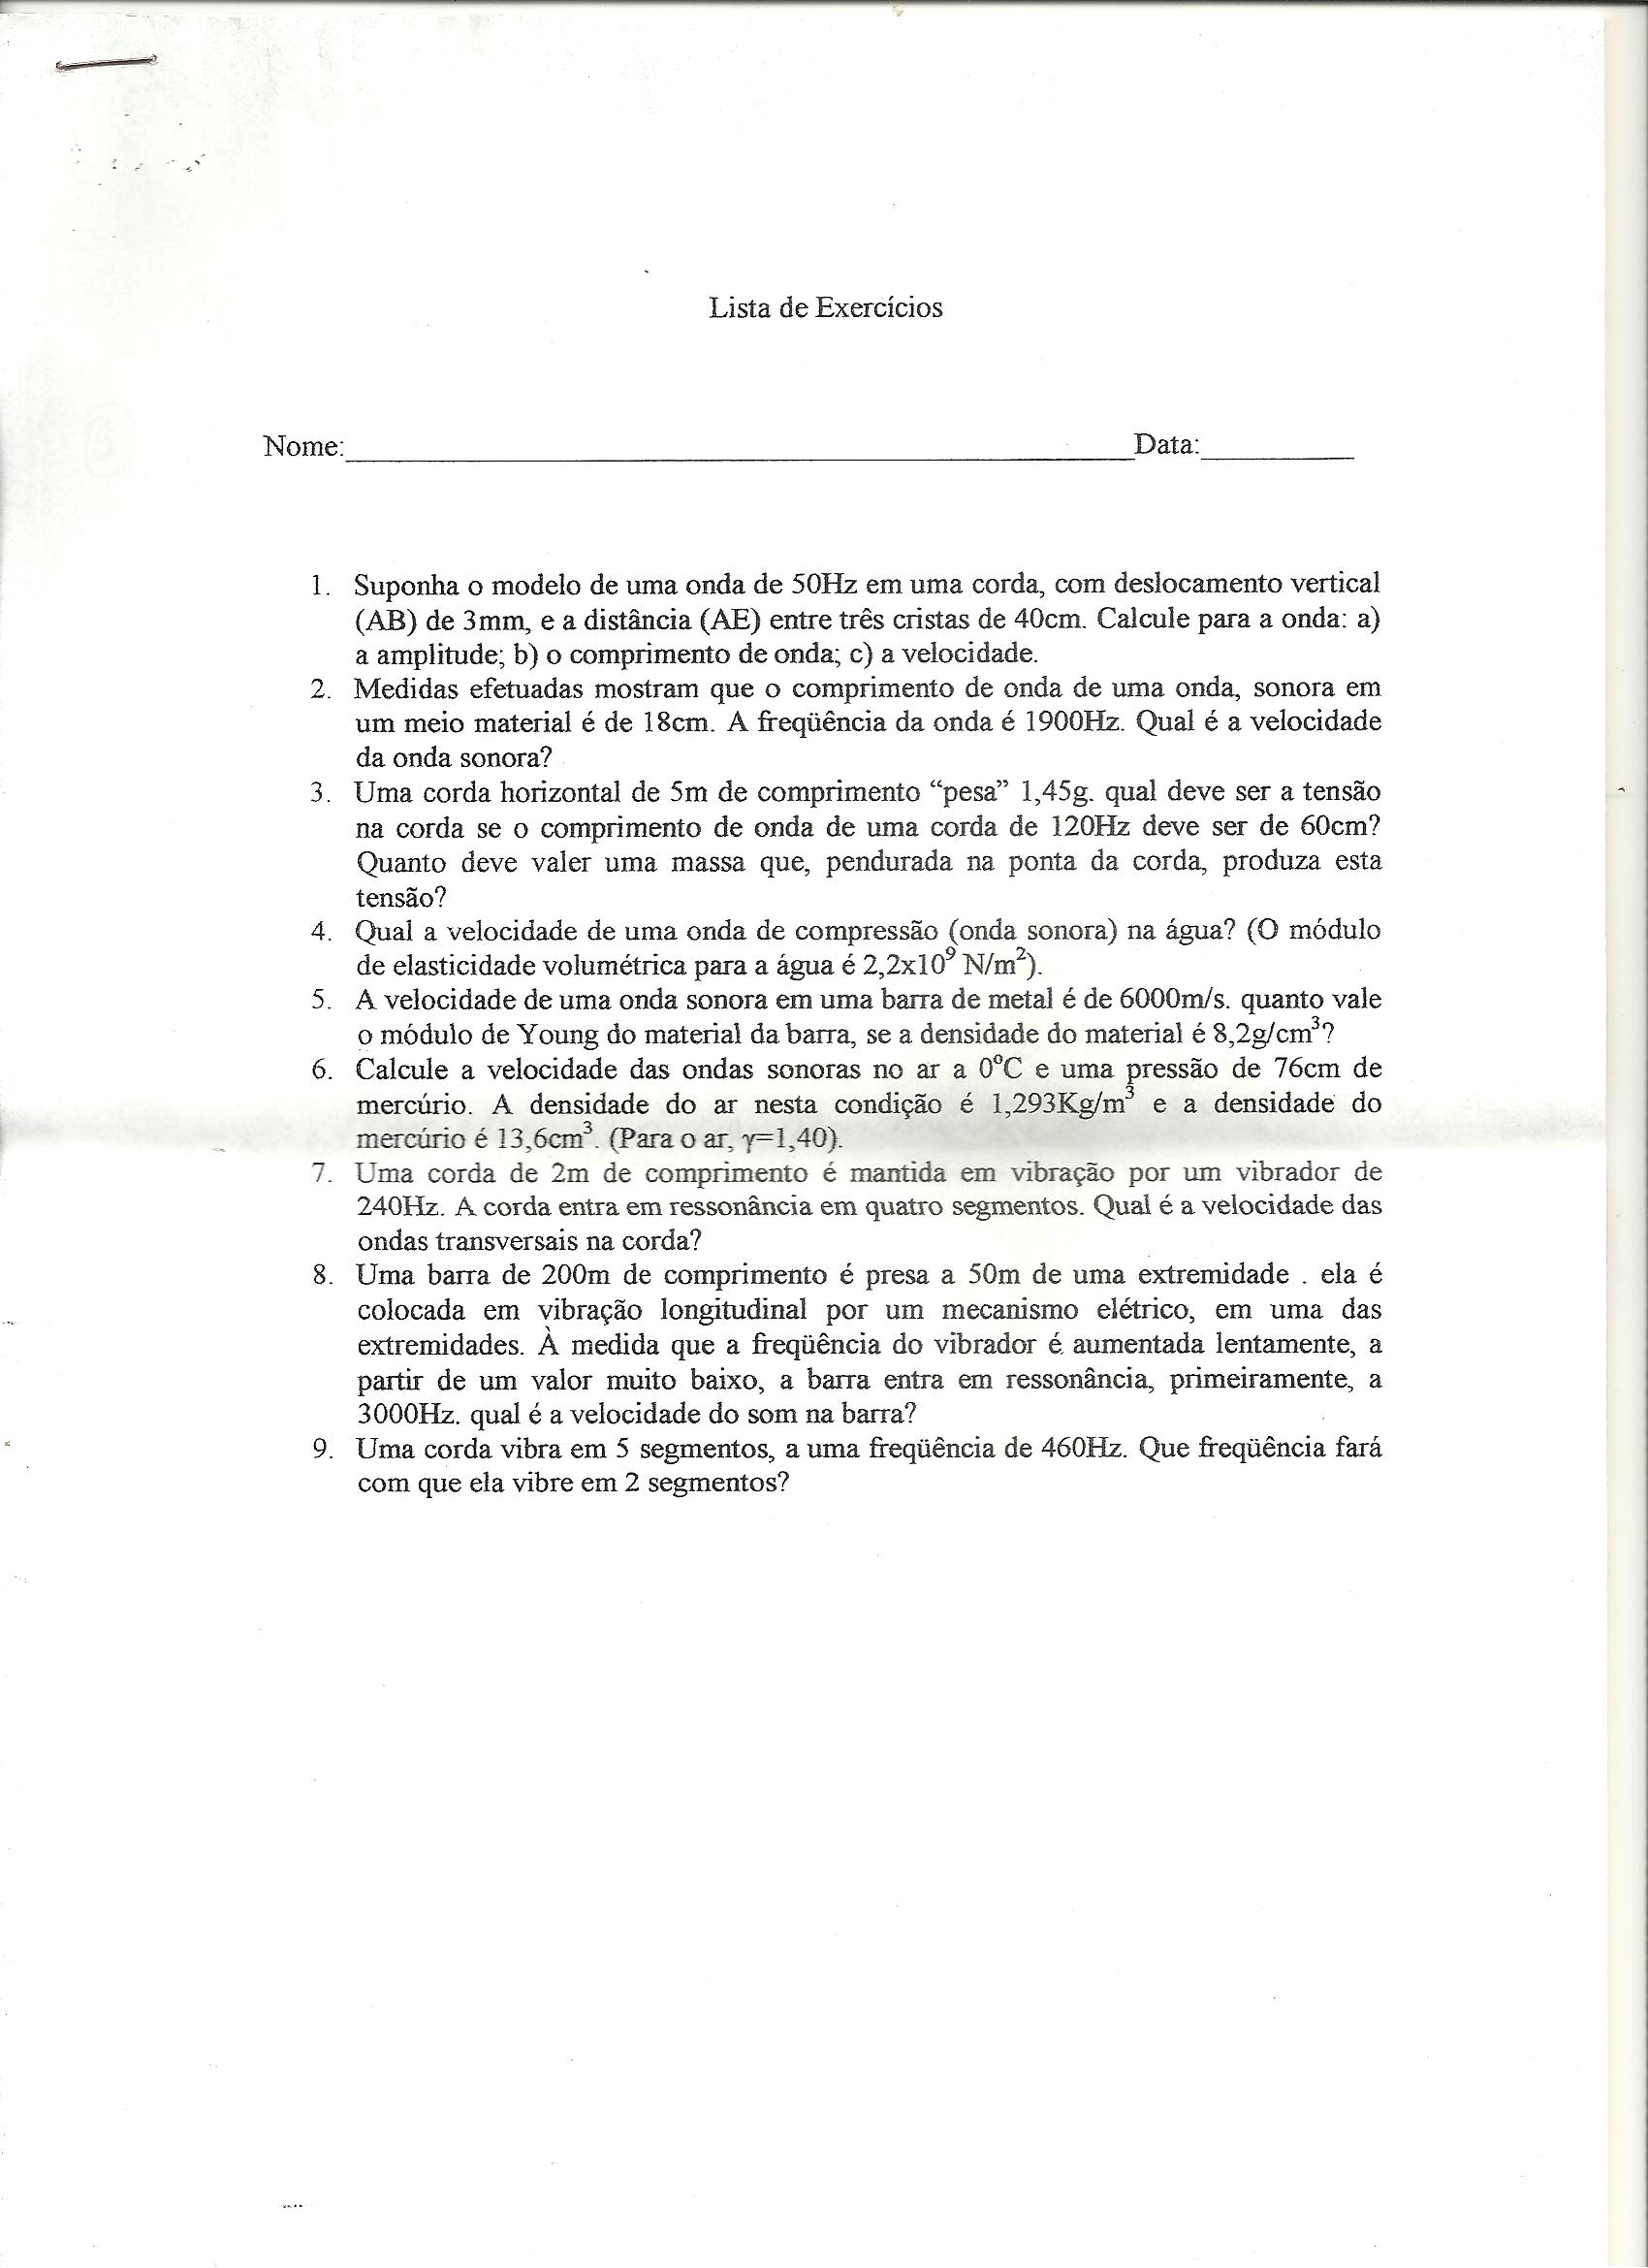 Lista de Exercícios
Nome:____________________Data:__________
1. Suponha o modelo de uma onda de 50Hz em uma corda, com deslocamento vertical
(AB) de 3mm, e a distância (AE) entre três cristas de 40cm. Calcule para a onda: a)
a amplitude; b) o comprimento de onda; c) a velocidade.
2. Medidas efetuadas mostram que o comprimento de onda de uma onda, sonora em
um meio material é de 18cm. A freqüência da onda é 1900Hz. Qual é a velocidade
da onda sonora?
3. Uma corda horizontal de 5m de comprimento “pesa” 1,45g. qual deve ser a tensão
na corda se o comprimento de onda de uma corda de 120Hz deve ser de 60cm?
Quanto deve valer uma massa que, pendurada na ponta da corda, produza esta
tensão?
4. Qual a velocidade de uma onda de compressão (onda sonora) na água? (O módulo
de elasticidade volumétrica para a água é 2,2x10⁹ N/m²).
5. A velocidade de uma onda sonora em uma barra de metal é de 6000m/s. quanto vale
o módulo de Young do material da barra, se a densidade do material é 8,2g/cm³?
6. Calcule a velocidade das ondas sonoras no ar a 0ºC e uma pressão de 76cm de
mercúrio. A densidade do ar nesta condição é 1,293Kg/m³ e a densidade do
mercúrio é 13,6cm³. (Para o ar, γ=1,40).
7. Uma corda de 2m de comprimento é mantida em vibração por um vibrador de
240Hz. A corda entra em ressonância em quatro segmentos. Qual é a velocidade das
ondas transversais na corda?
8. Uma barra de 200m de comprimento é presa a 50m de uma extremidade . ela é
colocada em vibração longitudinal por um mecanismo elétrico, em uma das
extremidades. À medida que a freqüência do vibrador é aumentada lentamente, a
partir de um valor muito baixo, a barra entra em ressonância, primeiramente, a
3000Hz. qual é a velocidade do som na barra?
9. Uma corda vibra em 5 segmentos, a uma freqüência de 460Hz. Que freqüência fará
com que ela vibre em 2 segmentos?